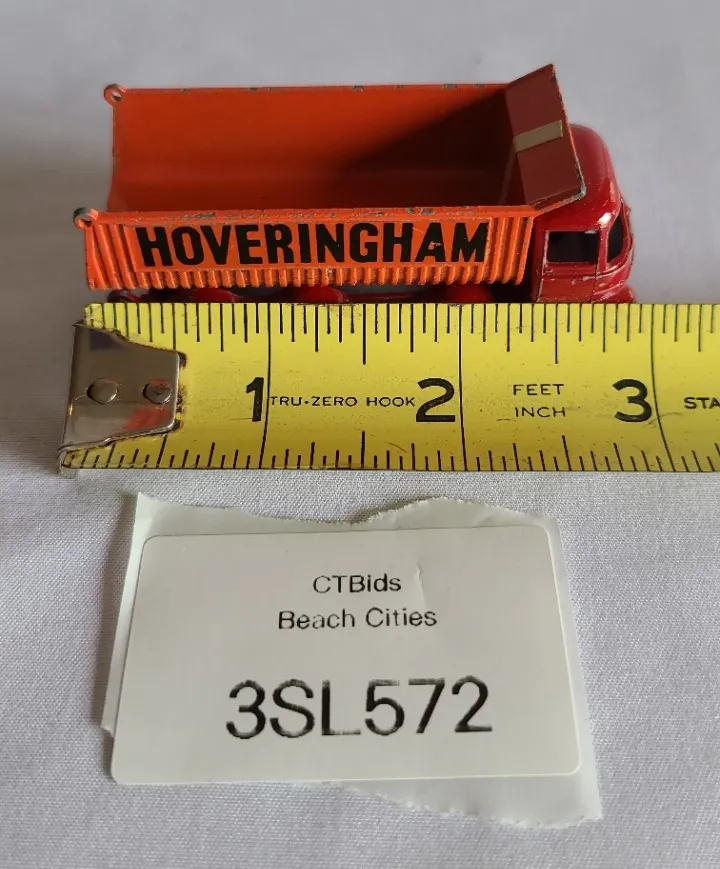 HOVERINGHAM
1 TRU-ZERO HOOK 2 FEET INCH 3 STA
CTBids
Beach Cities
3SL572